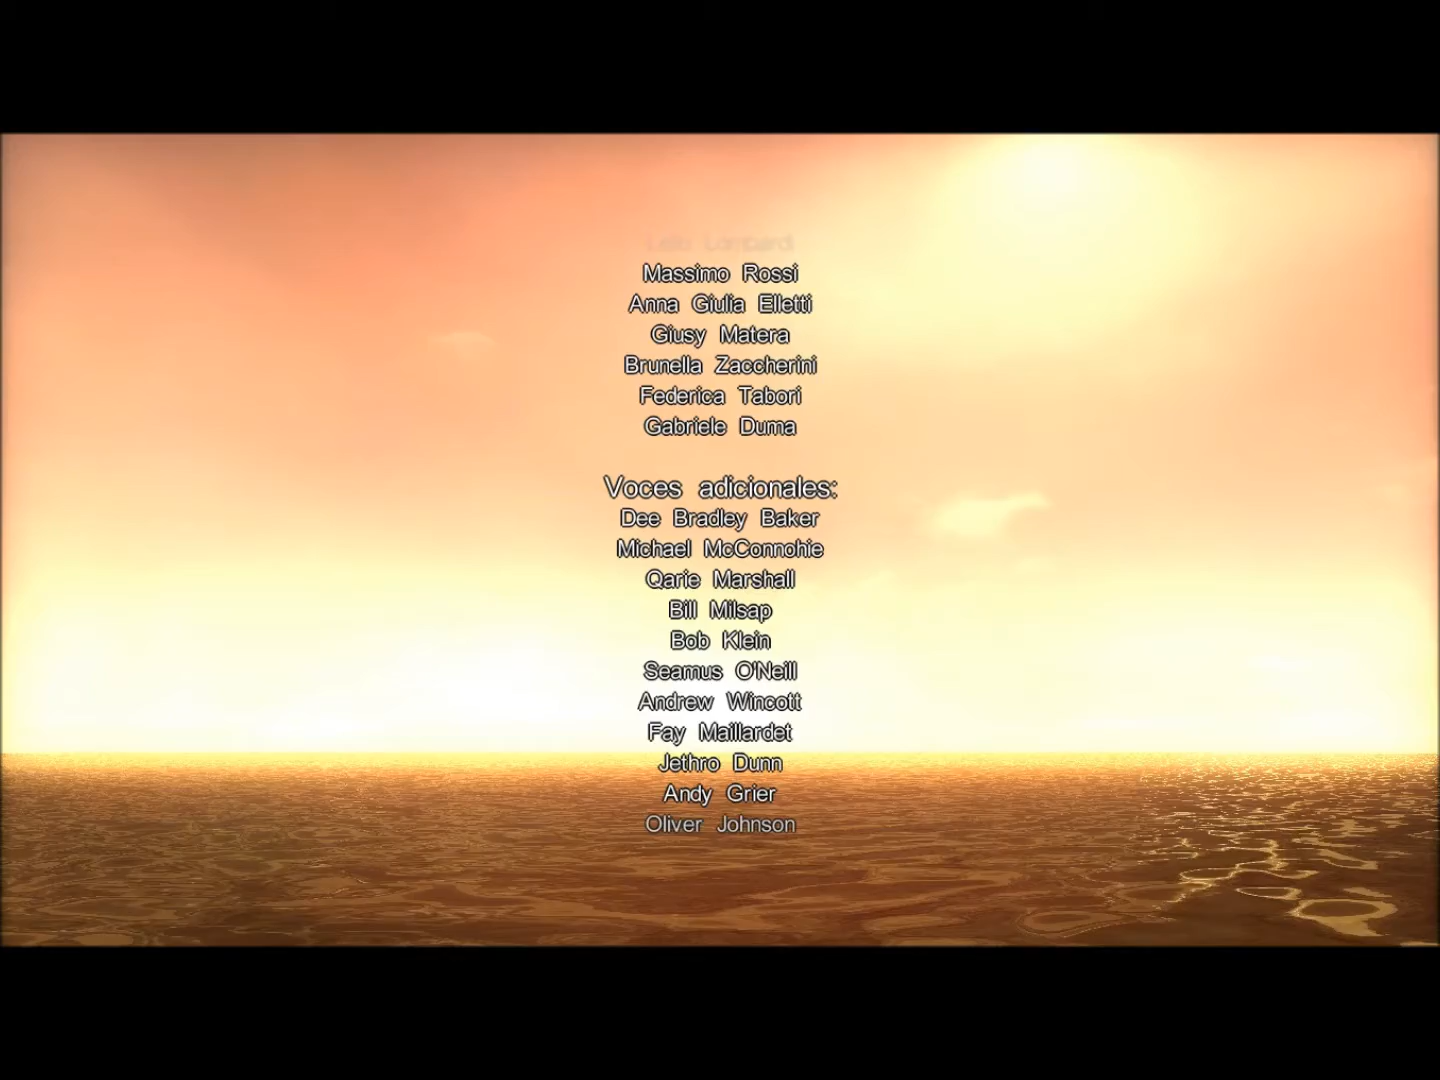 Massimo Rossi
Anna Giulia Elletti
Giusy Matera
Brunella Zaccherini
Federica Tabori
Gabriele Duma
Voces adicionales:
Dee Bradley Baker
Michael McConnohie
Qarie Marshall
Bill Milsap
Bob Klein
Seamus O'Neill
Andrew Wincott
Fay Maillardet
Jethro Dunn
Andy Grier
Oliver Johnson